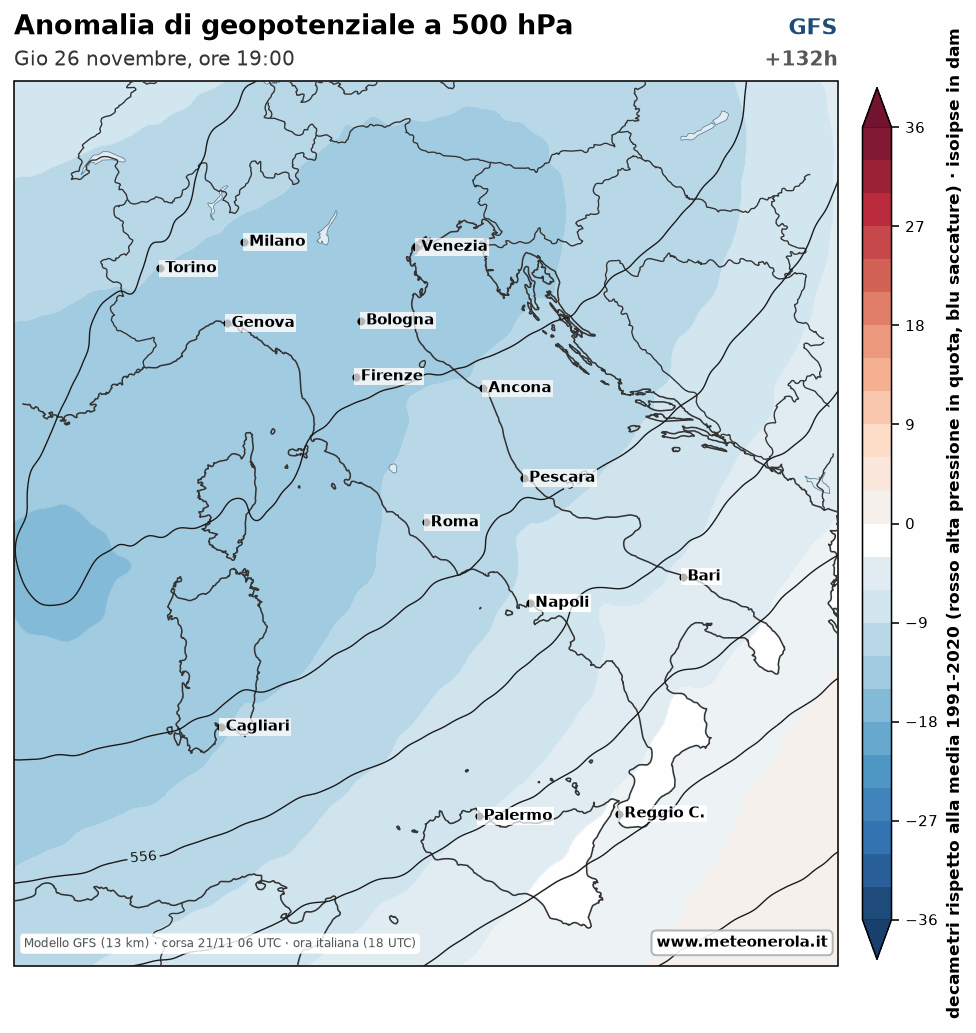 Anomalia di geopotenziale a 500 hPa
GFS
Gio 26 novembre, ore 19:00
+132h
Milano
Venezia
Torino
Genova
Bologna
Firenze
Ancona
Pescara
Roma
Bari
Napoli
Cagliari
Palermo
Reggio C.
556
Modello GFS (13 km) · corsa 21/11 06 UTC · ora italiana (18 UTC)
www.meteonerola.it
36
27
18
9
0
−9
−18
−27
−36
decametri rispetto alla media 1991-2020 (rosso alta pressione in quota, blu saccature) · isoipse in dam